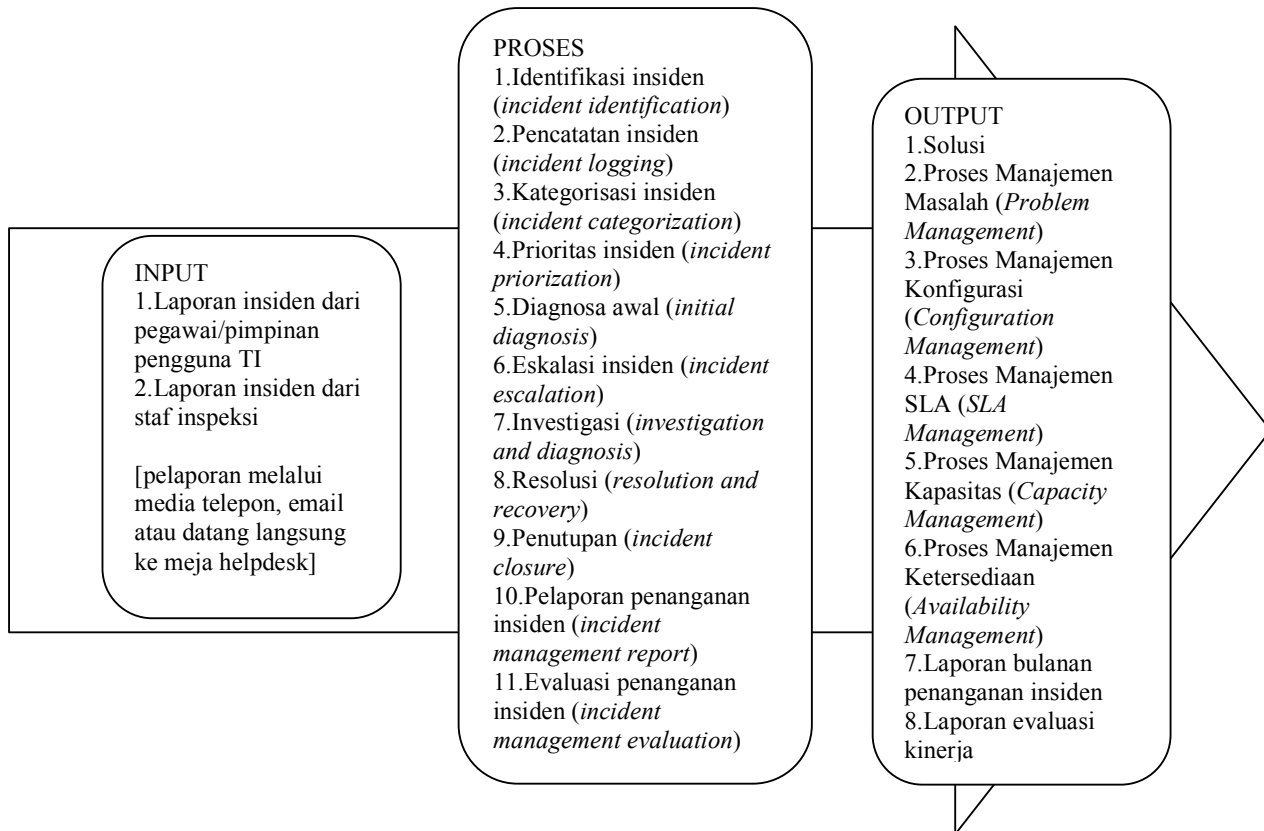 INPUT
1.Laporan insiden dari
pegawai/pimpinan
pengguna TI
2.Laporan insiden dari
staf inspeksi
[pelaporan melalui
media telepon, email
atau datang langsung
ke meja helpdesk]
PROSES
1.Identifikasi insiden
(incident identification)
2.Pencatatan insiden
(incident logging)
3.Kategorisasi insiden
(incident categorization)
4.Prioritas insiden (incident
priorization)
5.Diagnosa awal (initial
diagnosis)
6.Eskalasi insiden (incident
escalation)
7.Investigasi (investigation
and diagnosis)
8.Resolusi (resolution and
recovery)
9.Penutupan (incident
closure)
10.Pelaporan penanganan
insiden (incident
management report)
11.Evaluasi penanganan
insiden (incident
management evaluation)
OUTPUT
1.Solusi
2.Proses Manajemen
Masalah (Problem
Management)
3.Proses Manajemen
Konfigurasi
(Configuration
Management)
4.Proses Manajemen
SLA (SLA
Management)
5.Proses Manajemen
Kapasitas (Capacity
Management)
6.Proses Manajemen
Ketersediaan
(Availability
Management)
7.Laporan bulanan
penanganan insiden
8.Laporan evaluasi
kinerja